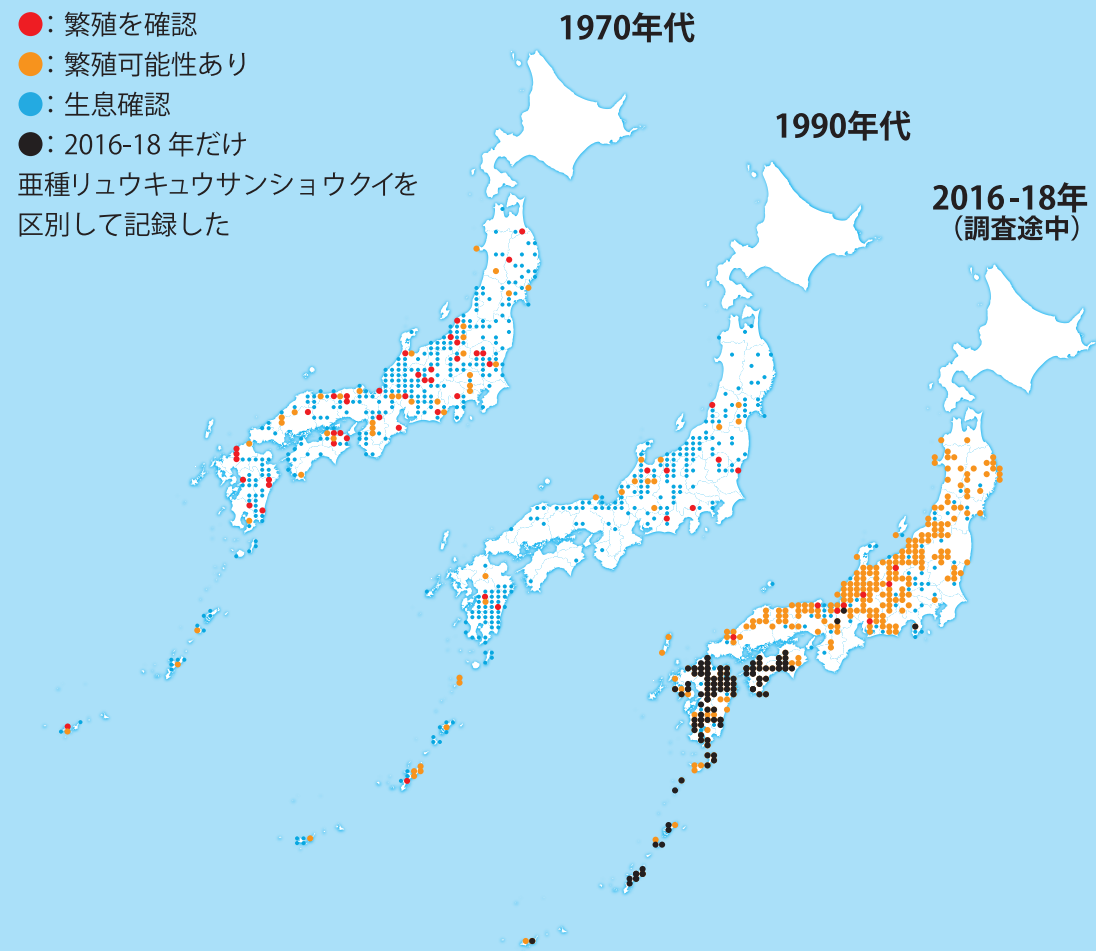 ●：繁殖を確認
●：繁殖可能性あり
●：生息確認
●：2016-18 年だけ
亜種リュウキュウサンショウクイを
区別して記録した
1970年代
1990年代
2016-18年
（調査途中）